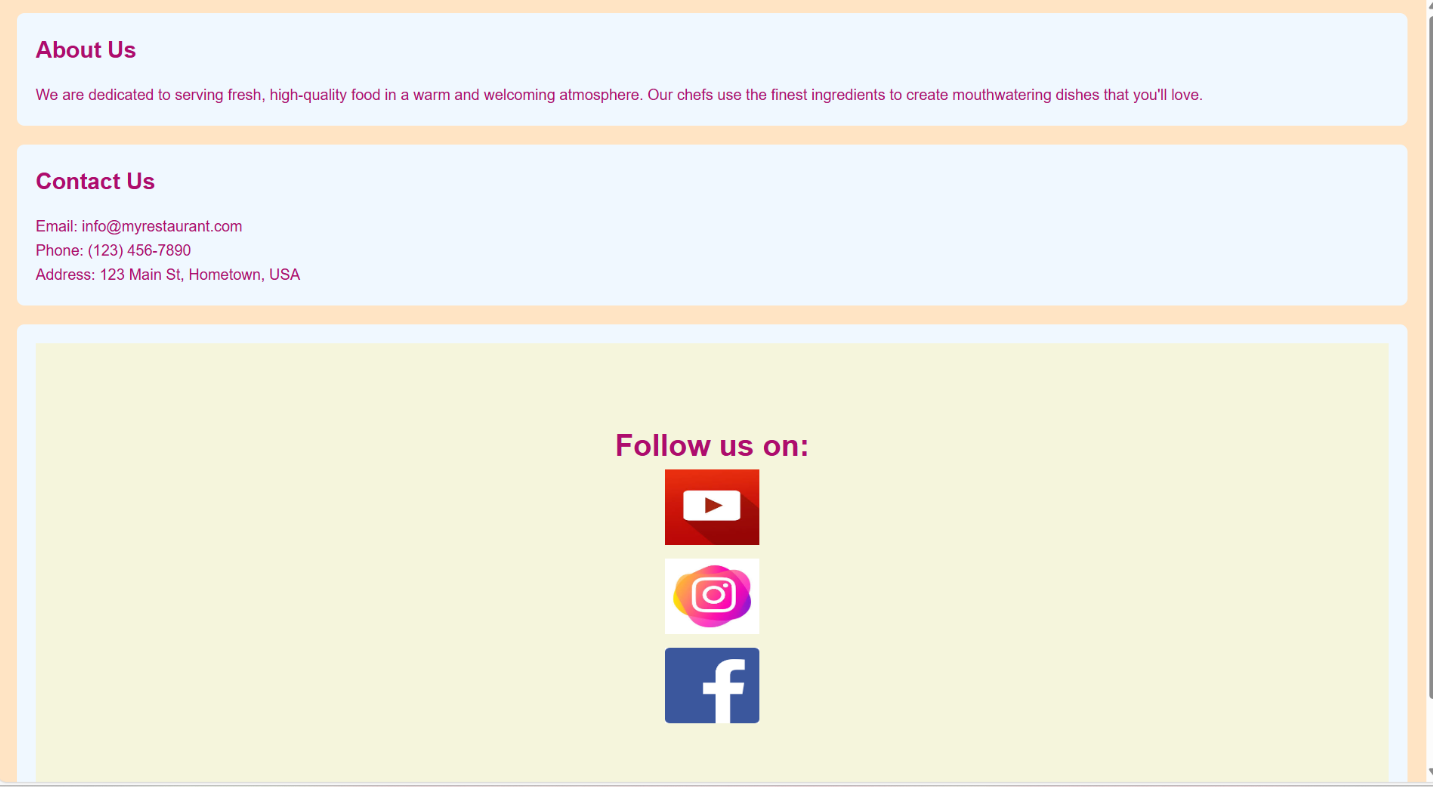 About Us
We are dedicated to serving fresh, high-quality food in a warm and welcoming atmosphere. Our chefs use the finest ingredients to create mouthwatering dishes that you'll love.
Contact Us
Email: info@myrestaurant.com
Phone: (123) 456-7890
Address: 123 Main St, Hometown, USA
Follow us on: